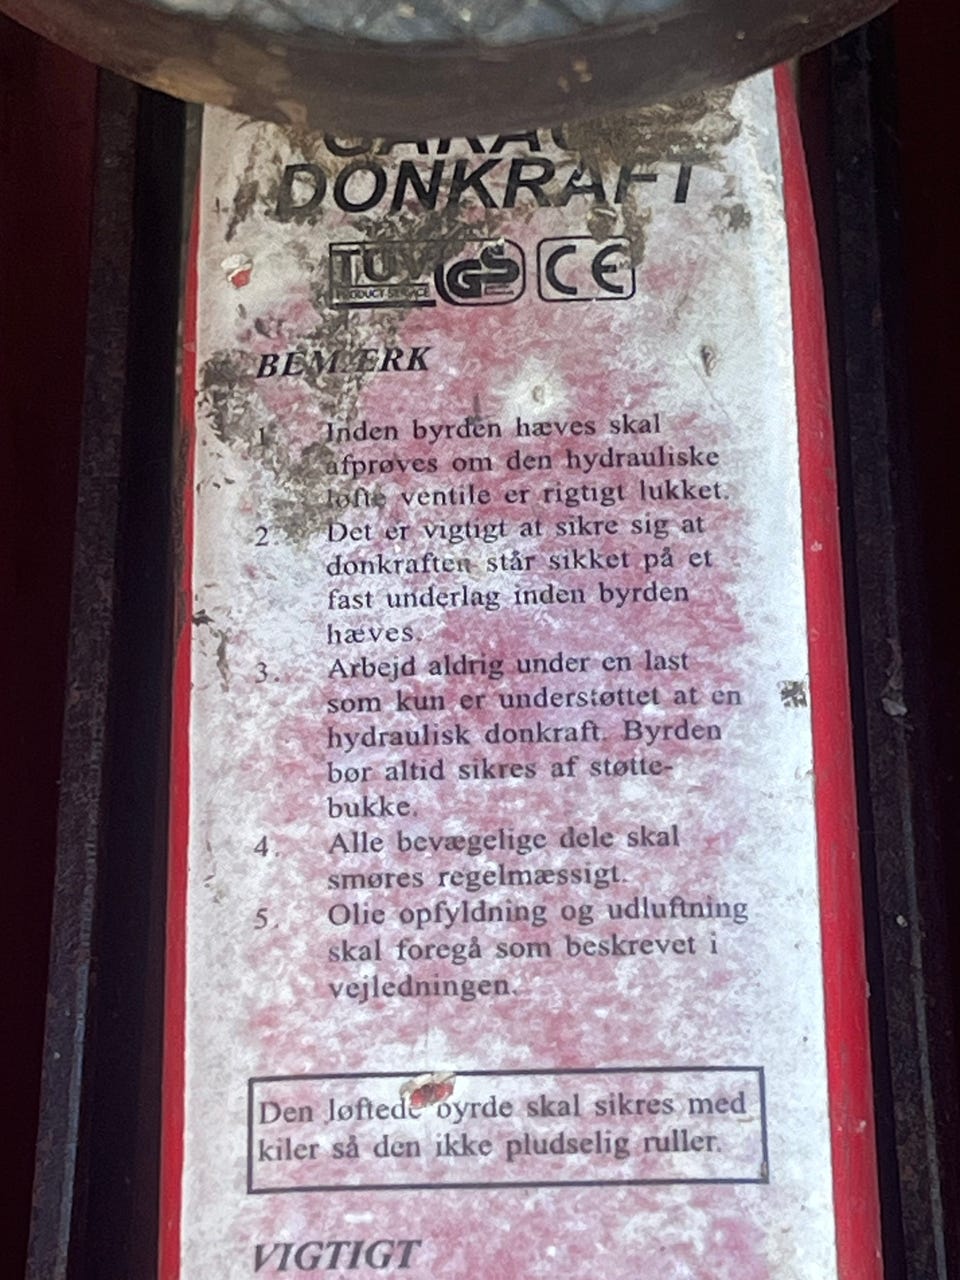 DONKRAFT
TÜV
PRODUCT SERVICE
GS
CE
BEMÆRK
1. Inden byrden hæves skal
afprøves om den hydrauliske
løfte ventile er rigtigt lukket.
2. Det er vigtigt at sikre sig at
donkraften står sikket på et
fast underlag inden byrden
hæves.
3. Arbejd aldrig under en last
som kun er understøttet at en
hydraulisk donkraft. Byrden
bør altid sikres af støtte-
bukke.
4. Alle bevægelige dele skal
smøres regelmæssigt.
5. Olie opfyldning og udluftning
skal foregå som beskrevet i
vejledningen.
Den løftede byrde skal sikres med
kiler så den ikke pludselig ruller.
VIGTIGT